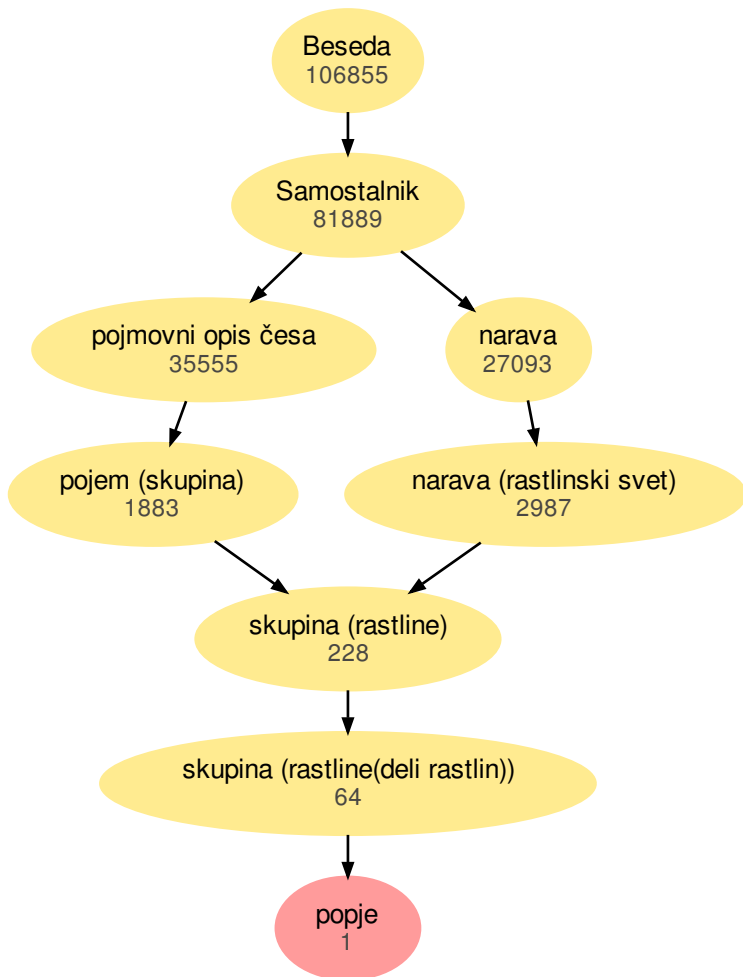 Beseda
106855
Samostalnik
81889
pojmovni opis česa
35555
narava
27093
pojem (skupina)
1883
narava (rastlinski svet)
2987
skupina (rastline)
228
skupina (rastline(deli rastlin))
64
popje
1